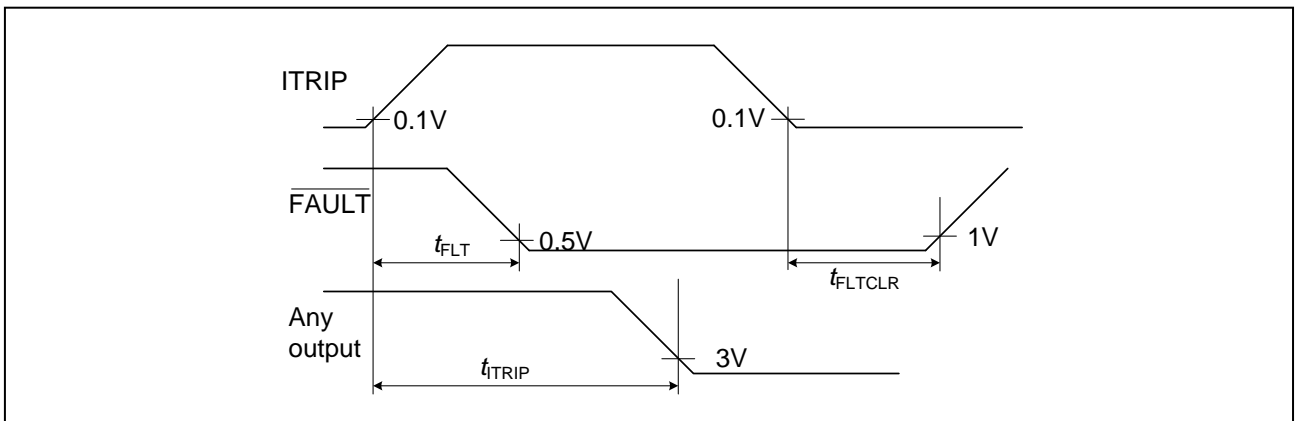 ITRIP
0.1V
0.1V
FAULT
tFLT
0.5V
1V
tFLTCLR
Any
output
tITRIP
3V